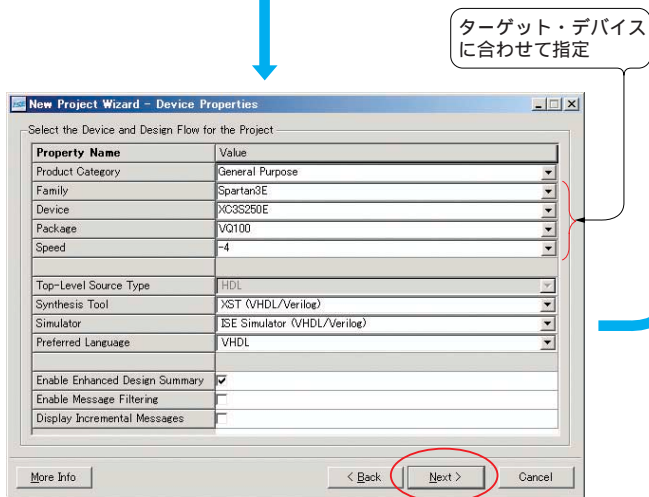 ターゲット・デバイス
に合わせて指定
New Project Wizard - Device Properties
Select the Device and Design Flow for the Project
Property Name Value
Product Category General Purpose
Family Spartan3E
Device XC3S250E
Package VQ100
Speed -4
Top-Level Source Type HDL
Synthesis Tool XST (VHDL/Verilog)
Simulator ISE Simulator (VHDL/Verilog)
Preferred Language VHDL
Enable Enhanced Design Summary
Enable Message Filtering
Display Incremental Messages
More Info < Back Next > Cancel